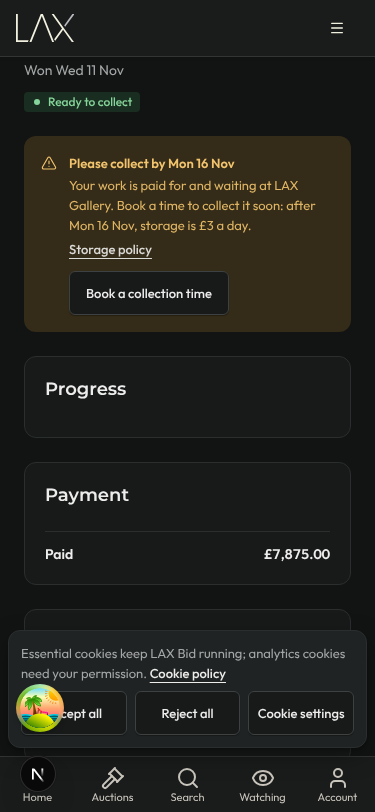 LAX
Won Wed 11 Nov
Ready to collect
Please collect by Mon 16 Nov
Your work is paid for and waiting at LAX
Gallery. Book a time to collect it soon: after
Mon 16 Nov, storage is £3 a day.
Storage policy
Book a collection time
Progress
Payment
Paid £7,875.00
Essential cookies keep LAX Bid running; analytics cookies
need your permission. Cookie policy
cept all Reject all Cookie settings
N
Home Auctions Search Watching Account